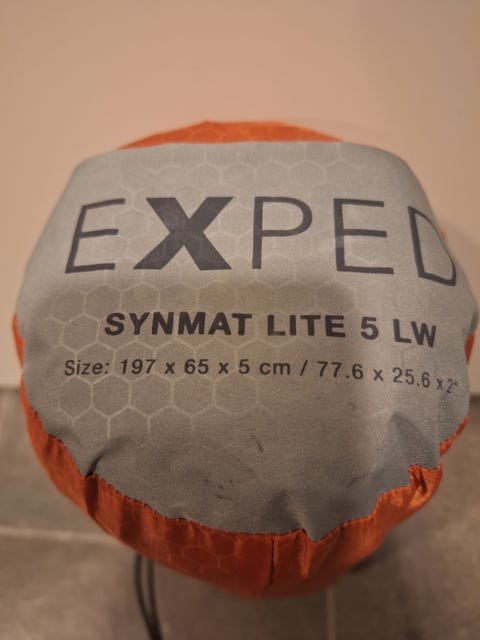 EXPED
SYNMAT LITE 5 LW
Size: 197 x 65 x 5 cm / 77.6 x 25.6 x 2"